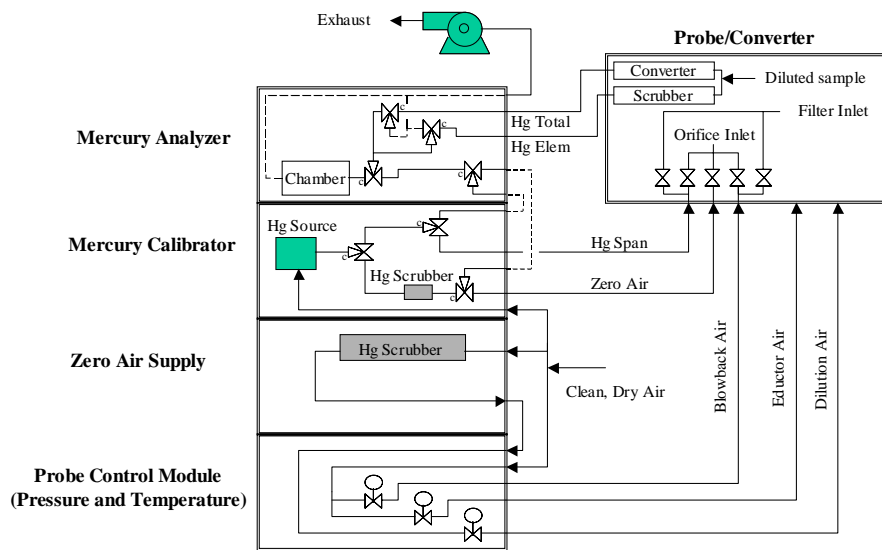 Exhaust
Probe/Converter
Converter
Diluted sample
Scrubber
Filter Inlet
c
Hg Total
Mercury Analyzer
c
Orifice Inlet
Hg Elem
Chamber
c
c
Hg Source
Mercury Calibrator
c
Hg Span
c
Hg Scrubber
Zero Air
c
Hg Scrubber
Zero Air Supply
Clean, Dry Air
Blowback Air
Eductor Air
Dilution Air
Probe Control Module
(Pressure and Temperature)